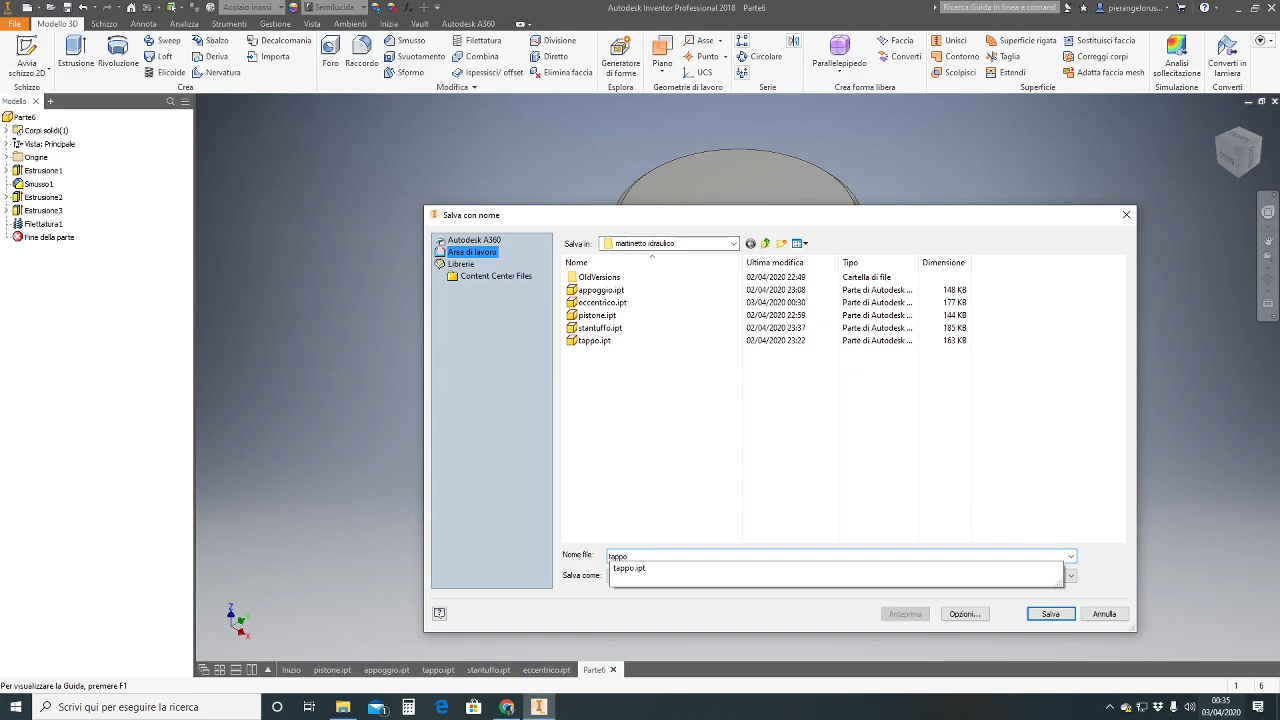 Acciaio inossi
Semilucida
Autodesk Inventor Professional 2018
Parte6
Ricerca Guida in linea e command
pierangelorus...
File
Modello 3D
Schizzo
Annota
Analizza
Strumenti
Gestione
Vista
Ambienti
Inizia
Vault
Autodesk A360
Avvia
schizzo 2D
Schizzo
Estrusione
Rivoluzione
Sweep
Loft
Elicoide
Sbalzo
Deriva
Nervatura
Decalcomania
Importa
Crea
Foro
Raccordo
Smusso
Svuotamento
Sformo
Filettatura
Combina
Ispessisci/ offset
Divisione
Diretto
Elimina faccia
Modifica
Generatore
di forme
Esplora
Piano
Asse
Punto
UCS
Geometrie di lavoro
Circolare
Serie
Parallelepipedo
Faccia
Converti
Crea forma libera
Unisci
Contorno
Scolpisci
Superficie rigata
Taglia
Estendi
Sostituisci faccia
Correggi corpi
Adatta faccia mesh
Superficie
Analisi
sollecitazione
Simulazione
Converti in
lamiera
Converti
Modello
Parte6
Corpi solidi(1)
Vista: Principale
Origine
Estrusione1
Smusso1
Estrusione2
Estrusione3
Filettatura1
Fine della parte
Salva con nome
Autodesk A360
Area di lavoro
Librerie
Content Center Files
Salva in:
martinetto idraulico
Nome
Ultima modifica
Tipo
Dimensione
OldVersions
02/04/2020 22:49
Cartella di file
appoggio.ipt
02/04/2020 23:08
Parte di Autodesk ...
148 KB
eccentrico.ipt
03/04/2020 00:30
Parte di Autodesk ...
177 KB
pistone.ipt
02/04/2020 22:59
Parte di Autodesk ...
144 KB
stantuffo.ipt
02/04/2020 23:37
Parte di Autodesk ...
185 KB
tappo.ipt
02/04/2020 23:22
Parte di Autodesk ...
163 KB
Nome file:
tappo
tappo.ipt
Salva come:
Anteprima
Opzioni...
Salva
Annulla
Z
X
Inizio
pistone.ipt
appoggio.ipt
tappo.ipt
stantuffo.ipt
eccentrico.ipt
Parte6
Per visualizzare la Guida, premere F1
1
6
Scrivi qui per eseguire la ricerca
00:35
03/04/2020